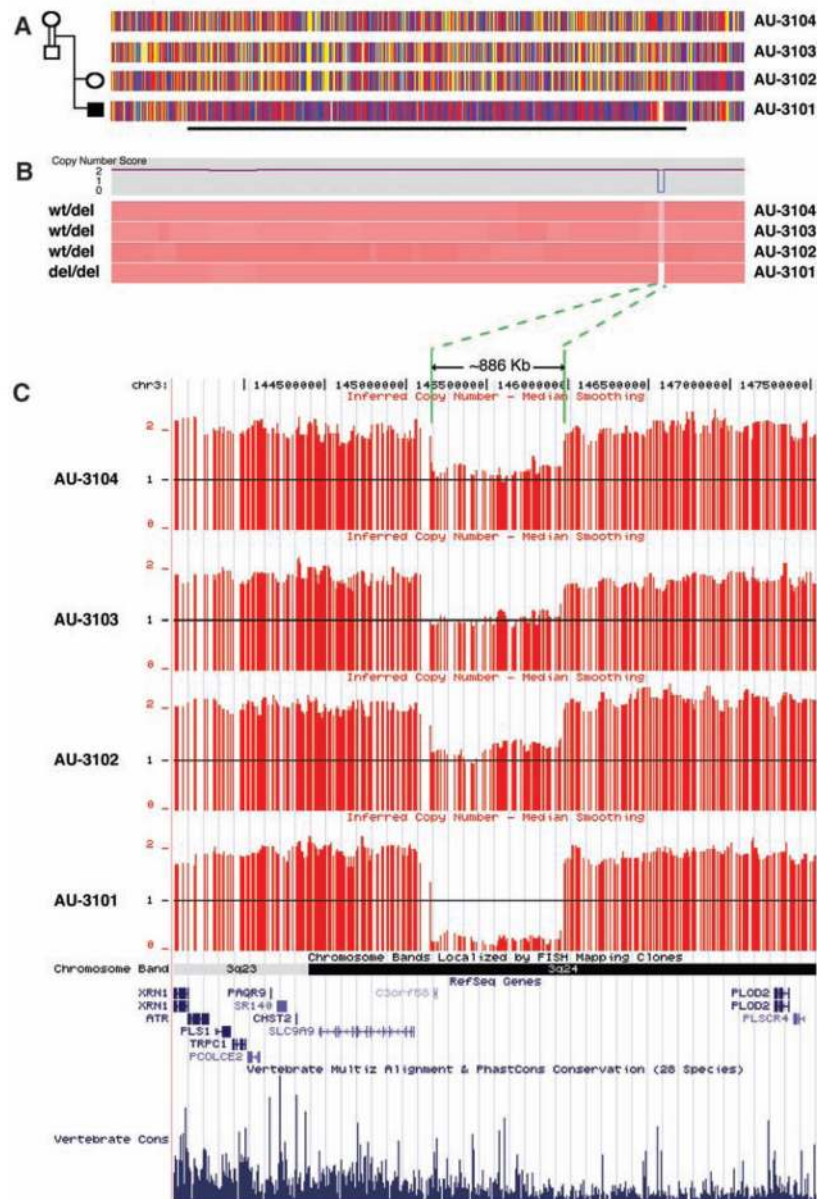 A
AU-3104
AU-3103
AU-3102
AU-3101
B
Copy Number Score
2
1
0
wt/del AU-3104
wt/del AU-3103
wt/del AU-3102
del/del AU-3101
~886 Kb
C
chr3: 144500000 145000000 145500000 146000000 146500000 147000000 147500000
Inferred Copy Number - Median Smoothing
2
AU-3104 1
0
Inferred Copy Number - Median Smoothing
2
AU-3103 1
0
Inferred Copy Number - Median Smoothing
2
AU-3102 1
0
Inferred Copy Number - Median Smoothing
2
AU-3101 1
0
Chromosome Bands Localized by FISH Mapping Clones
Chromosome Band 3q23 3q24
RefSeq Genes
XRN1 PAQR9 C3orf58 PLOD2
XRN1 SR140 PLOD2
ATR CHST2 PLSCR4
PLS1 SLC9A9
TRPC1
PCOLCE2
Vertebrate Multiz Alignment & PhastCons Conservation (28 Species)
Vertebrate Cons